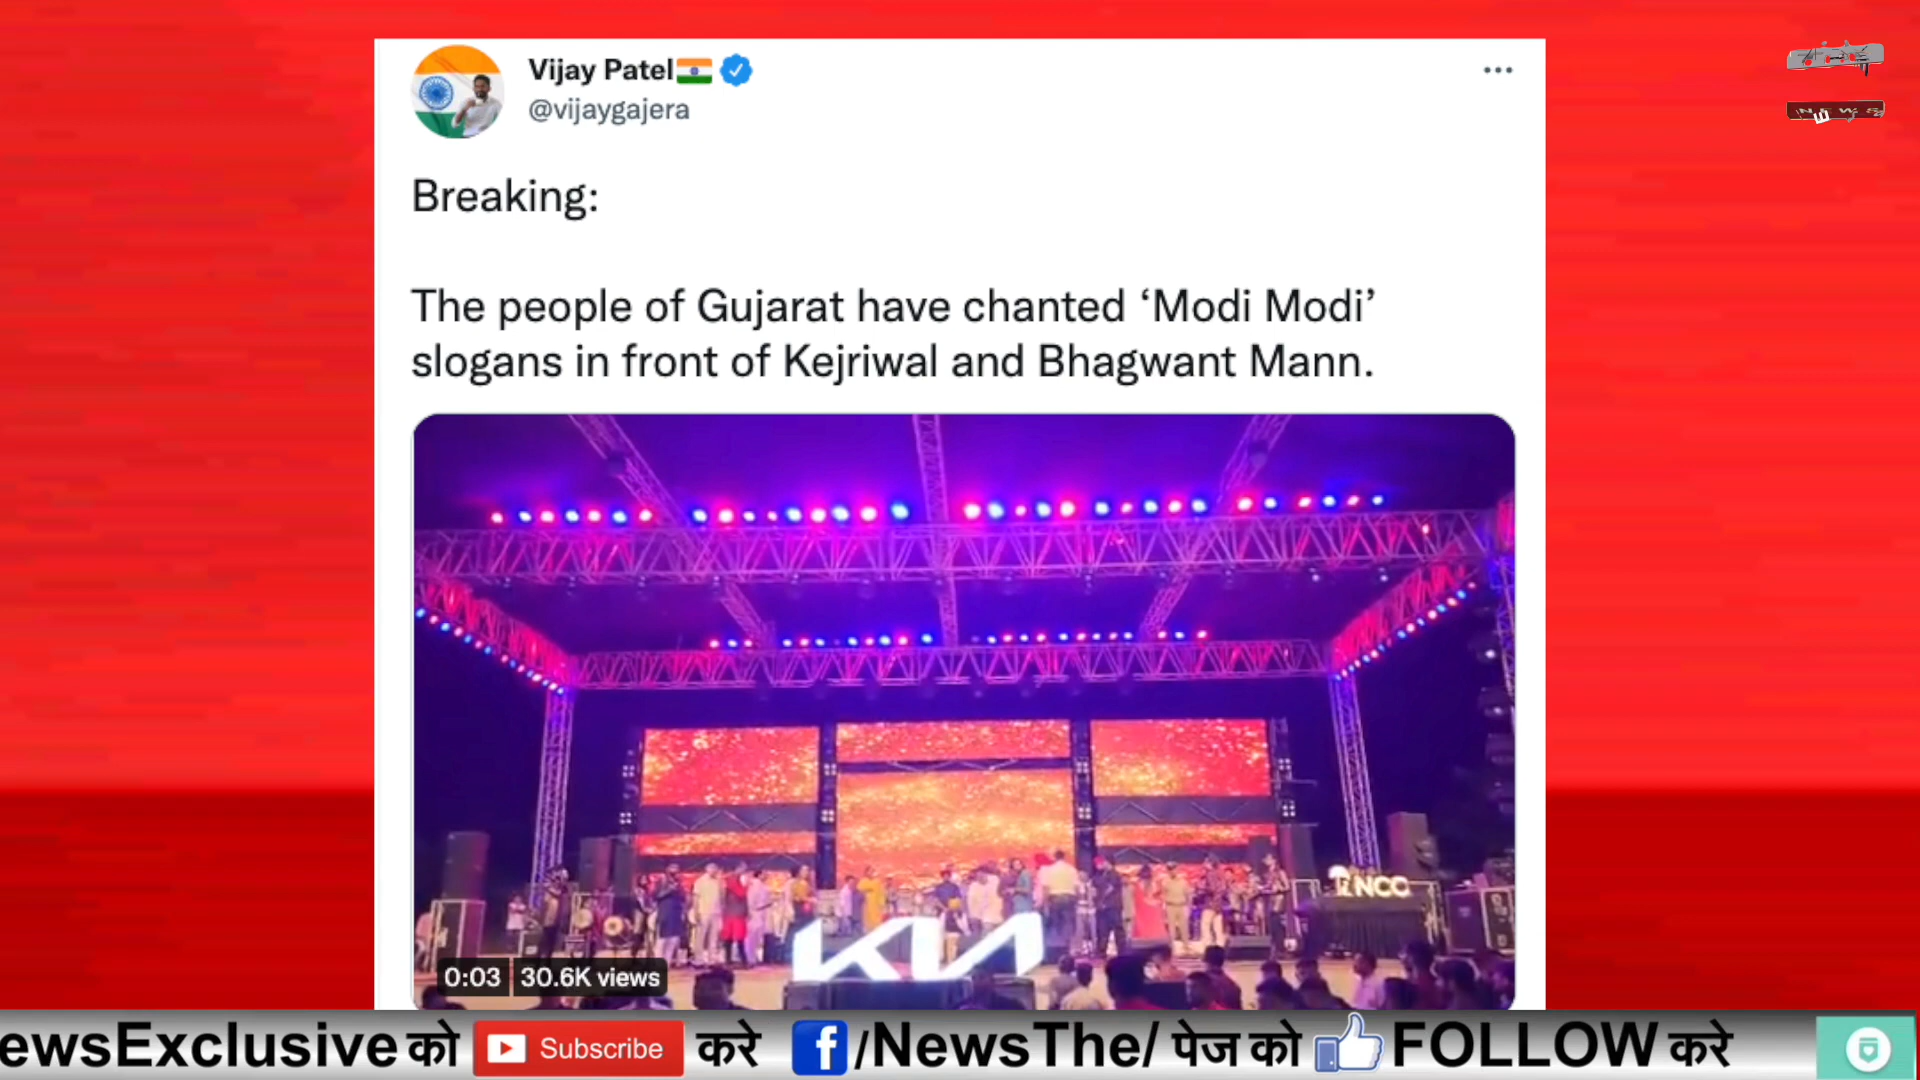 Vijay Patel
@vijaygajera
Breaking:
The people of Gujarat have chanted ‘Modi Modi’
slogans in front of Kejriwal and Bhagwant Mann.
NCC
KIA
0:03 30.6K views
ewsExclusive को Subscribe करे f/NewsThe/ पेज को FOLLOW करे